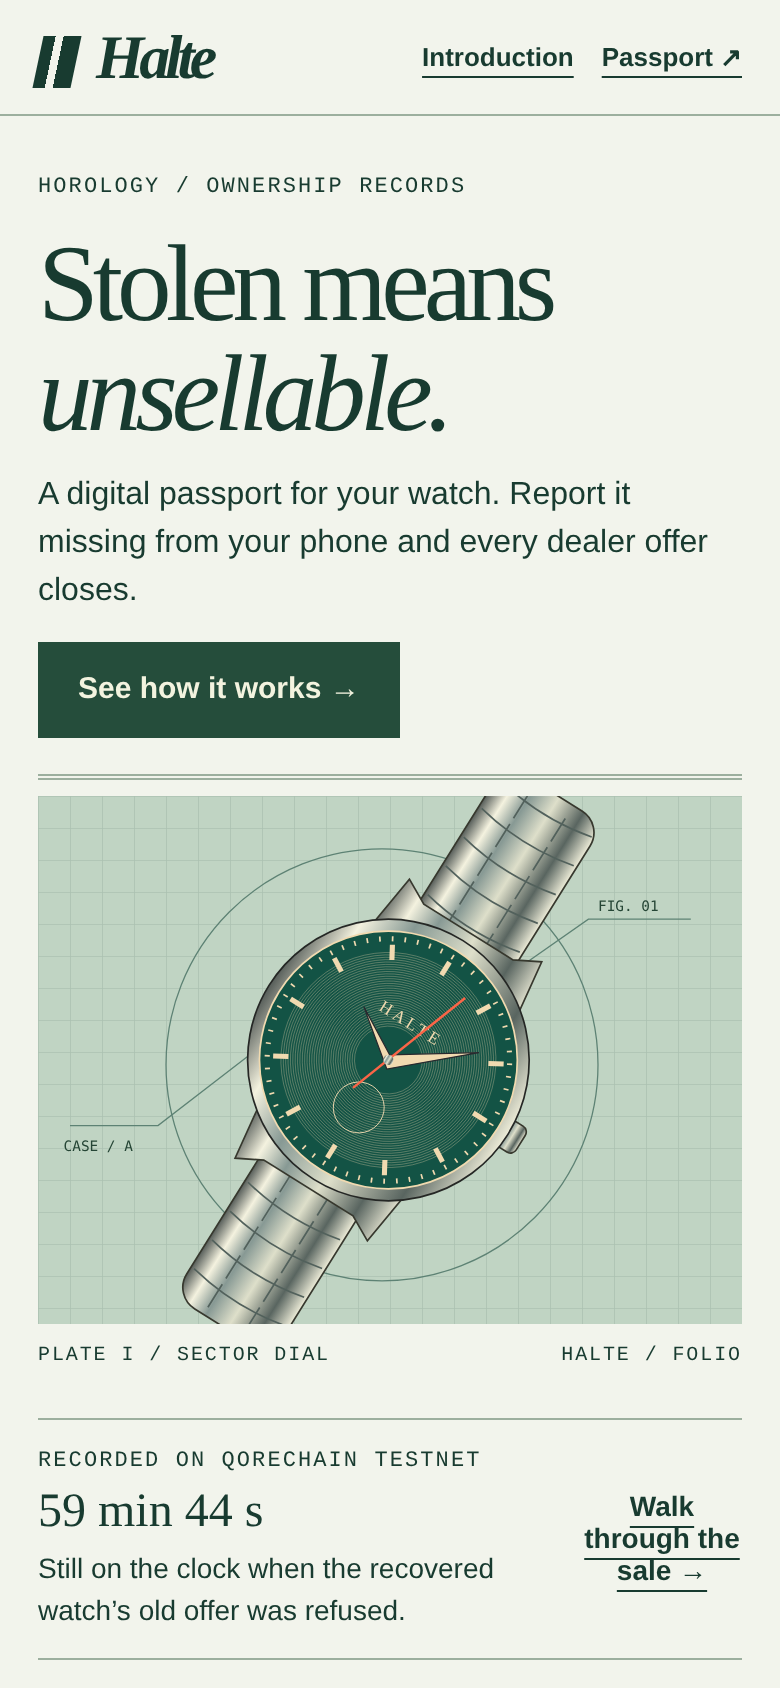 Halte
Introduction Passport ↗
HOROLOGY / OWNERSHIP RECORDS
Stolen means
unsellable.
A digital passport for your watch. Report it
missing from your phone and every dealer offer
closes.
See how it works →
FIG. 01
HALTE
CASE / A
PLATE I / SECTOR DIAL HALTE / FOLIO
RECORDED ON QORECHAIN TESTNET
59 min 44 s
Still on the clock when the recovered
watch’s old offer was refused.
Walk
through the
sale →